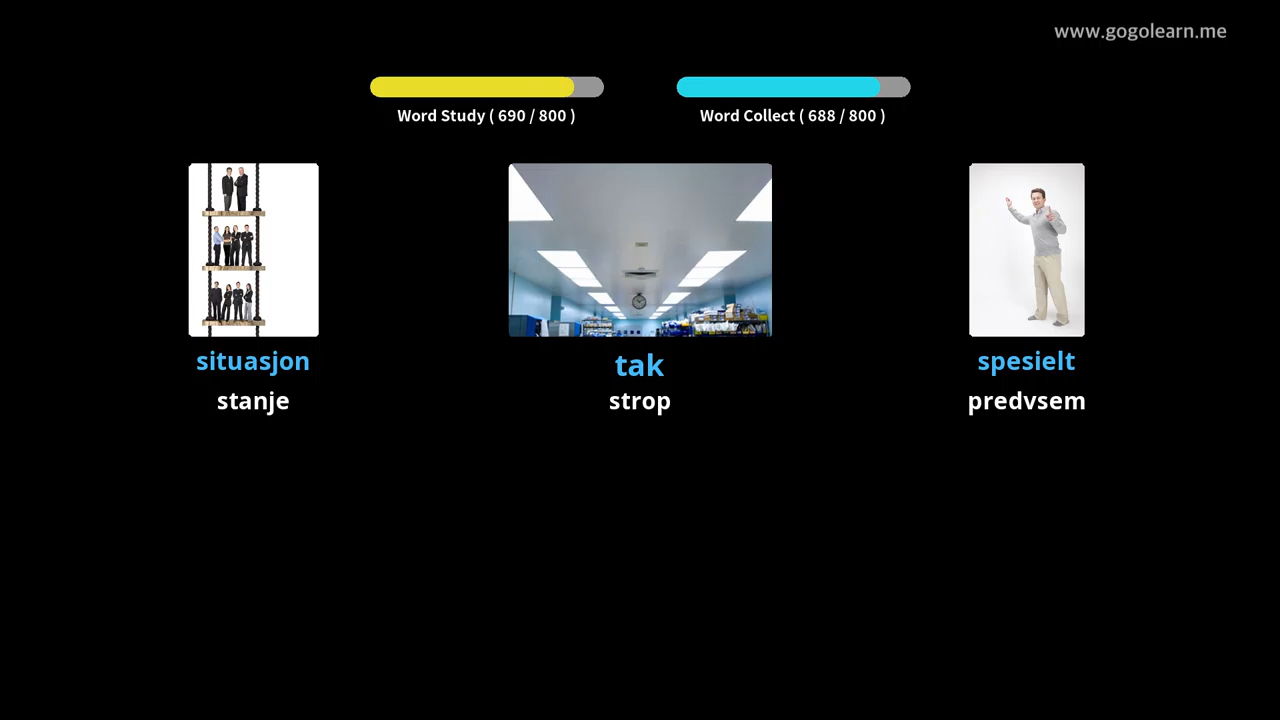 www.gogolearn.me
Word Study ( 690 / 800 )
Word Collect ( 688 / 800 )
situasjon
stanje
tak
strop
spesielt
predvsem